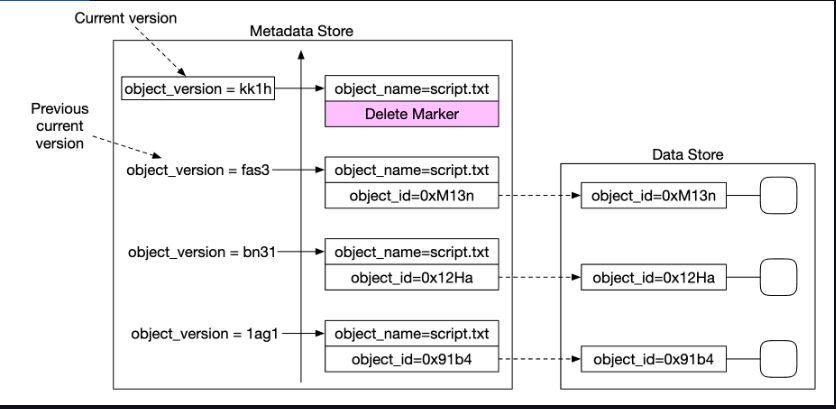 Current version
Metadata Store
object_version = kk1h
object_name=script.txt
Delete Marker
Previous
current
version
object_version = fas3
object_name=script.txt
object_id=0xM13n
Data Store
object_id=0xM13n
object_version = bn31
object_name=script.txt
object_id=0x12Ha
object_id=0x12Ha
object_version = 1ag1
object_name=script.txt
object_id=0x91b4
object_id=0x91b4